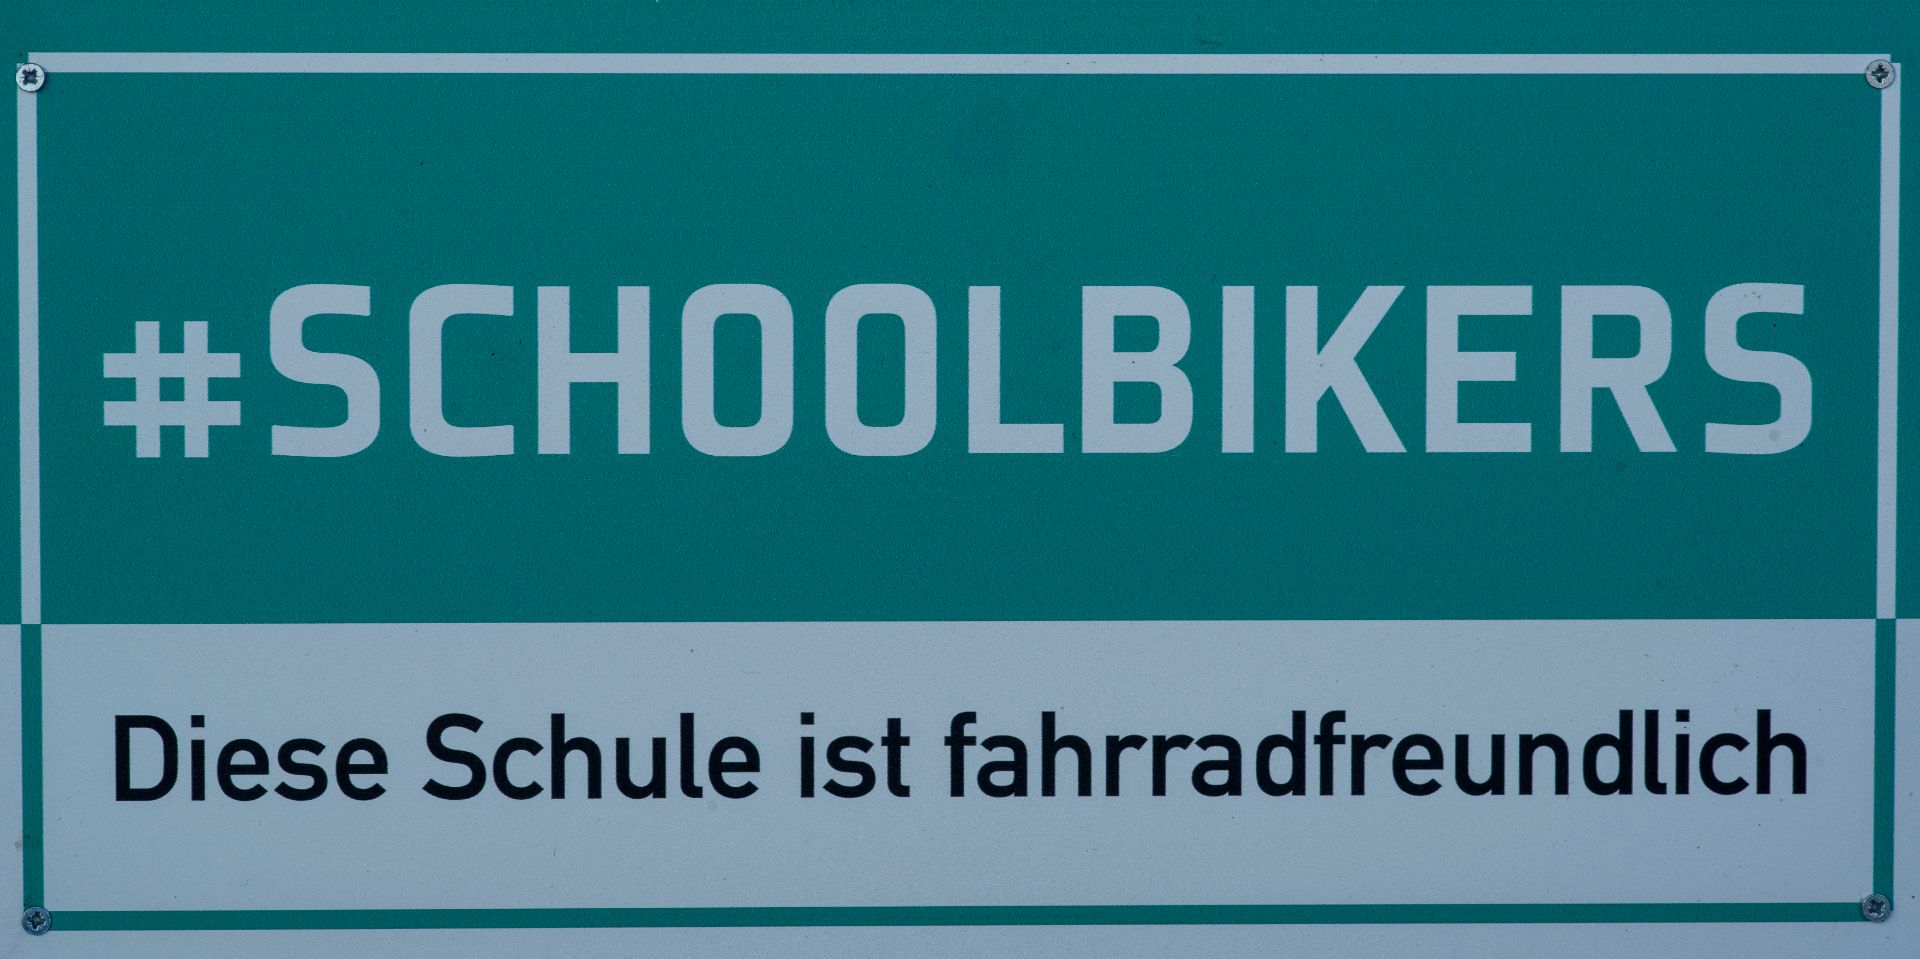 #SCHOOLBIKERS
Diese Schule ist fahrradfreundlich